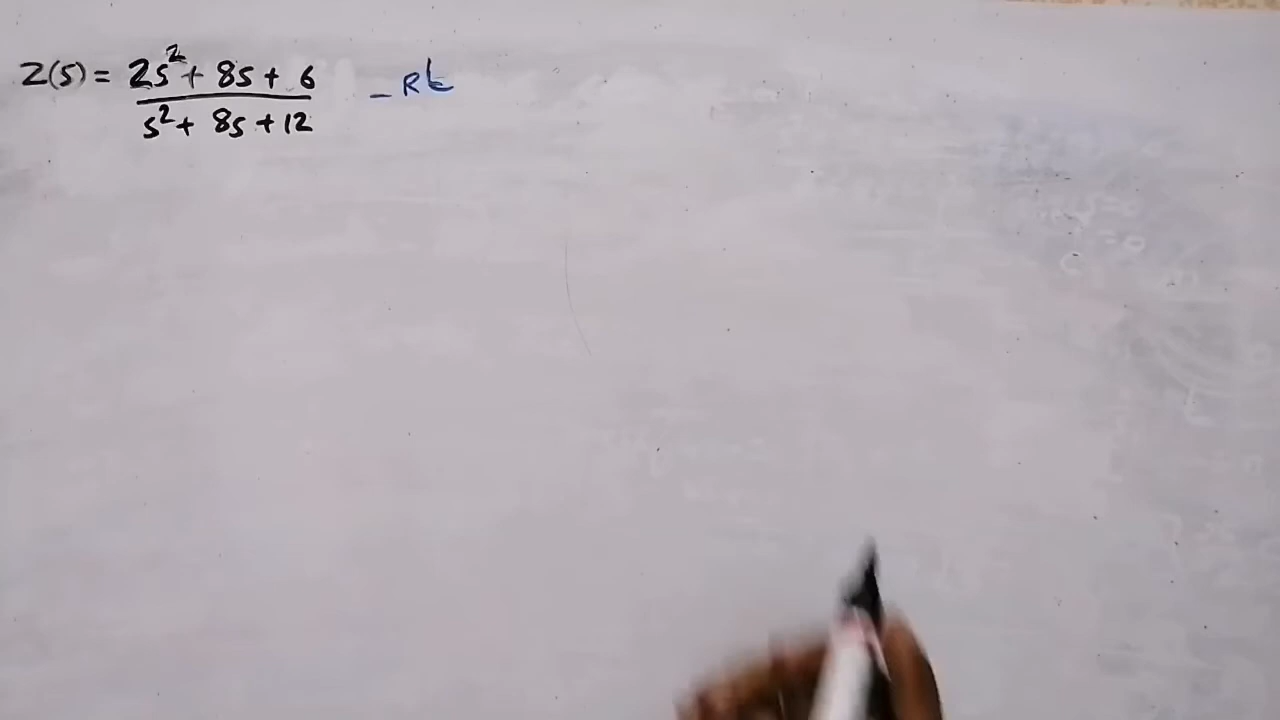 Z(s) = 2s²+ 8s + 6 / s²+ 8s +12 - RL